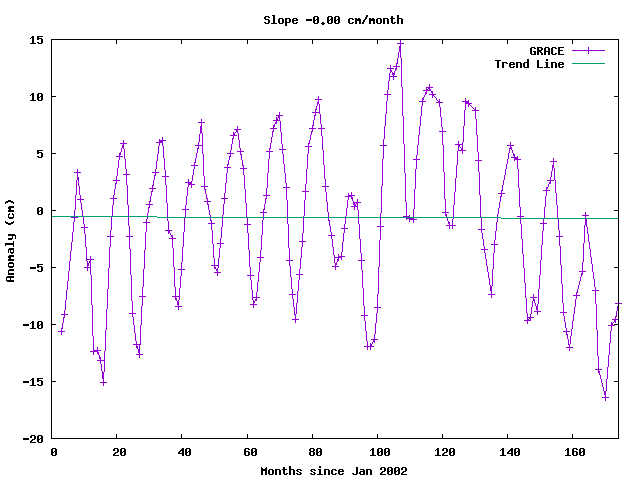 Slope -0.00 cm/month
15
10
5
0
-5
-10
-15
-20
Anomaly (cm)
GRACE
Trend Line
0 20 40 60 80 100 120 140 160
Months since Jan 2002